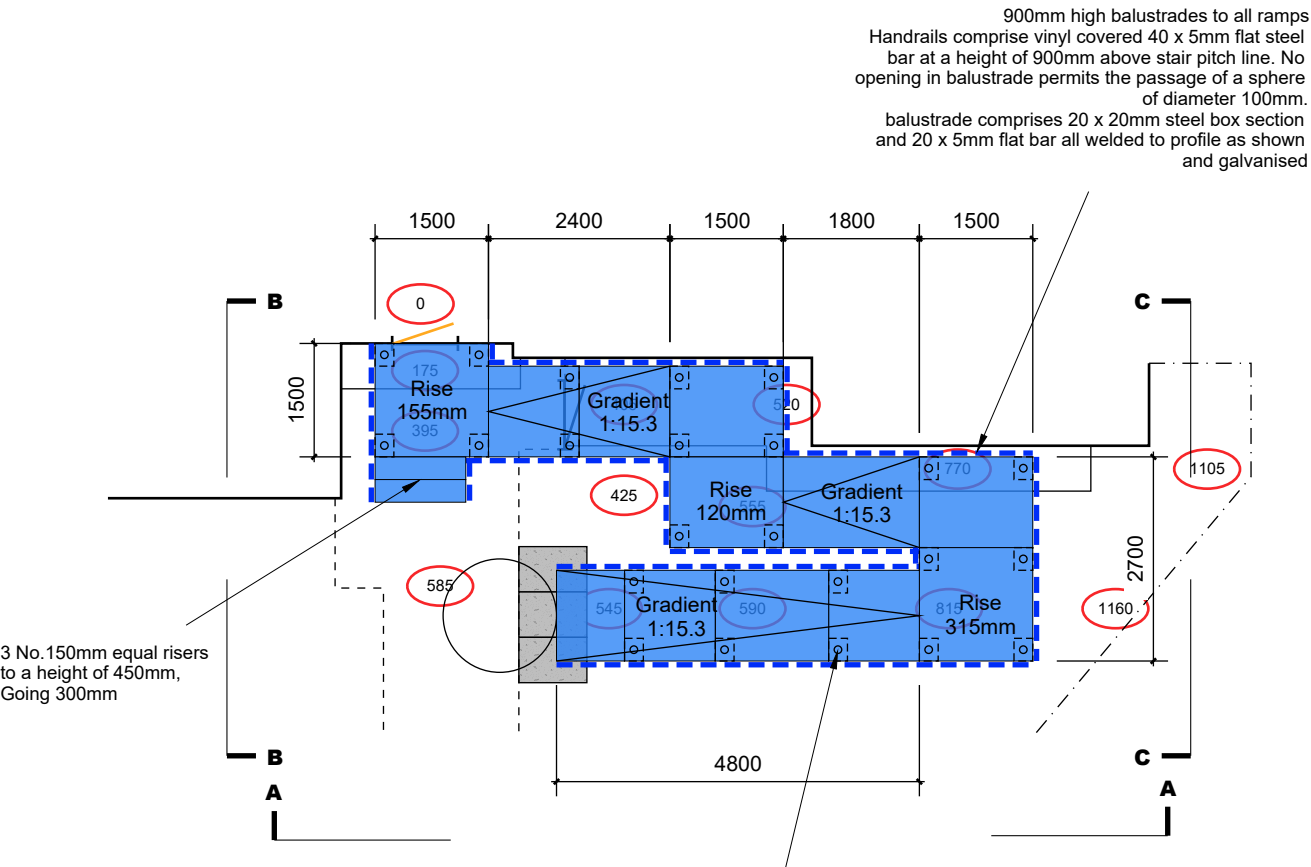 900mm high balustrades to all ramps
Handrails comprise vinyl covered 40 x 5mm flat steel
bar at a height of 900mm above stair pitch line. No
opening in balustrade permits the passage of a sphere
of diameter 100mm.
balustrade comprises 20 x 20mm steel box section
and 20 x 5mm flat bar all welded to profile as shown
and galvanised
1500
2400
1500
1800
1500
B
0
C
1500
175
Rise
155mm
395
Gradient
1:15.3
520
770
1105
425
Rise
120mm
555
Gradient
1:15.3
2700
585
545
Gradient
1:15.3
590
815
Rise
315mm
1160
3 No.150mm equal risers
to a height of 450mm,
Going 300mm
B
C
4800
A
A